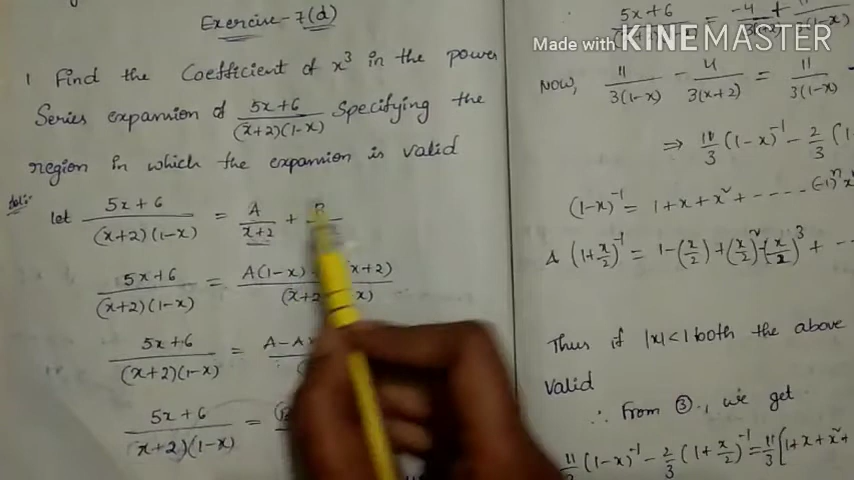 Exercise-7(d)
1 Find the Coefficient of x³ in the power
Series expansion of (5x+6)/((x+2)(1-x)) Specifying the
region in which the expansion is valid
Soln: let (5x+6)/((x+2)(1-x)) = A/(x+2) +
(5x+6)/((x+2)(1-x)) = A(1-x) x+2)
(5x+6)/((x+2)(1-x)) = A-A
(5x+6)/((x+2)(1-x)) =
5x+6 = -4 +
Made with KINEMASTER
Now, 11/(3(1-x)) - 4/(3(x+2)) = 11/(3(1-x))
⇒ 11/3 (1-x)⁻¹ - 2/3 (1
(1-x)⁻¹ = 1+x+x²+ ----- (-1)ⁿx
A (1+x/2)⁻¹ = 1-(x/2)+(x/2)²-(x/2)³+ --
Thus if |x|<1 both the above
valid
∴ From ③., we get
11/3 (1-x)⁻¹ - 2/3 (1+x/2)⁻¹ = 11/3 [1+x+x²+